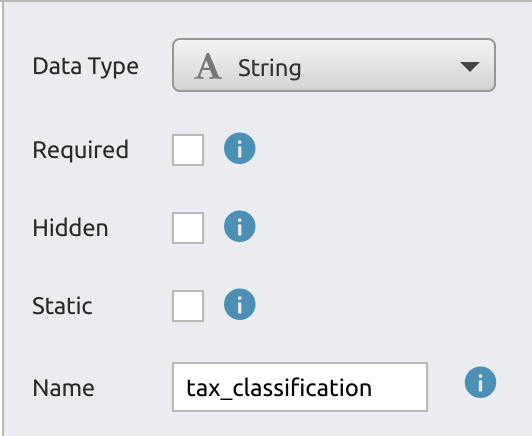 Data Type A String
Required i
Hidden i
Static i
Name tax_classification i